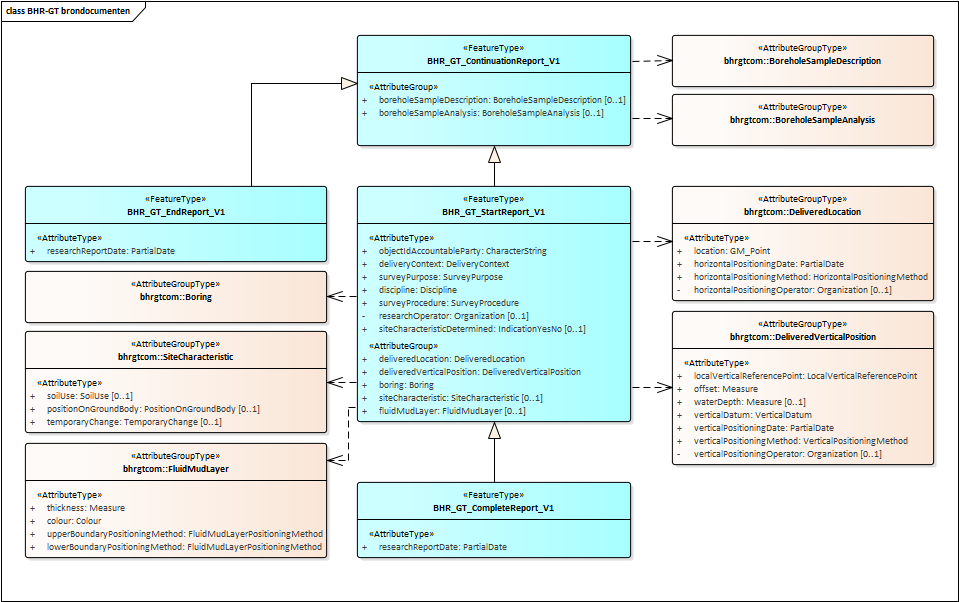 class BHR-GT brondocumenten
«FeatureType»
BHR_GT_ContinuationReport_V1
«AttributeGroup»
+ boreholeSampleDescription: BoreholeSampleDescription [0..1]
+ boreholeSampleAnalysis: BoreholeSampleAnalysis [0..1]
«AttributeGroupType»
bhrgtcom::BoreholeSampleDescription
«AttributeGroupType»
bhrgtcom::BoreholeSampleAnalysis
«FeatureType»
BHR_GT_EndReport_V1
«AttributeType»
+ researchReportDate: PartialDate
«FeatureType»
BHR_GT_StartReport_V1
«AttributeType»
+ objectIdAccountableParty: CharacterString
+ deliveryContext: DeliveryContext
+ surveyPurpose: SurveyPurpose
+ discipline: Discipline
+ surveyProcedure: SurveyProcedure
- researchOperator: Organization [0..1]
+ siteCharacteristicDetermined: IndicationYesNo [0..1]
«AttributeGroup»
+ deliveredLocation: DeliveredLocation
+ deliveredVerticalPosition: DeliveredVerticalPosition
+ boring: Boring
+ siteCharacteristic: SiteCharacteristic [0..1]
+ fluidMudLayer: FluidMudLayer [0..1]
«AttributeGroupType»
bhrgtcom::DeliveredLocation
«AttributeType»
+ location: GM_Point
+ horizontalPositioningDate: PartialDate
+ horizontalPositioningMethod: HorizontalPositioningMethod
- horizontalPositioningOperator: Organization [0..1]
«AttributeGroupType»
bhrgtcom::Boring
«AttributeGroupType»
bhrgtcom::SiteCharacteristic
«AttributeType»
+ soilUse: SoilUse [0..1]
+ positionOnGroundBody: PositionOnGroundBody [0..1]
+ temporaryChange: TemporaryChange [0..1]
«AttributeGroupType»
bhrgtcom::DeliveredVerticalPosition
«AttributeType»
+ localVerticalReferencePoint: LocalVerticalReferencePoint
+ offset: Measure
+ waterDepth: Measure [0..1]
+ verticalDatum: VerticalDatum
+ verticalPositioningDate: PartialDate
+ verticalPositioningMethod: VerticalPositioningMethod
- verticalPositioningOperator: Organization [0..1]
«AttributeGroupType»
bhrgtcom::FluidMudLayer
«AttributeType»
+ thickness: Measure
+ colour: Colour
+ upperBoundaryPositioningMethod: FluidMudLayerPositioningMethod
+ lowerBoundaryPositioningMethod: FluidMudLayerPositioningMethod
«FeatureType»
BHR_GT_CompleteReport_V1
«AttributeType»
+ researchReportDate: PartialDate